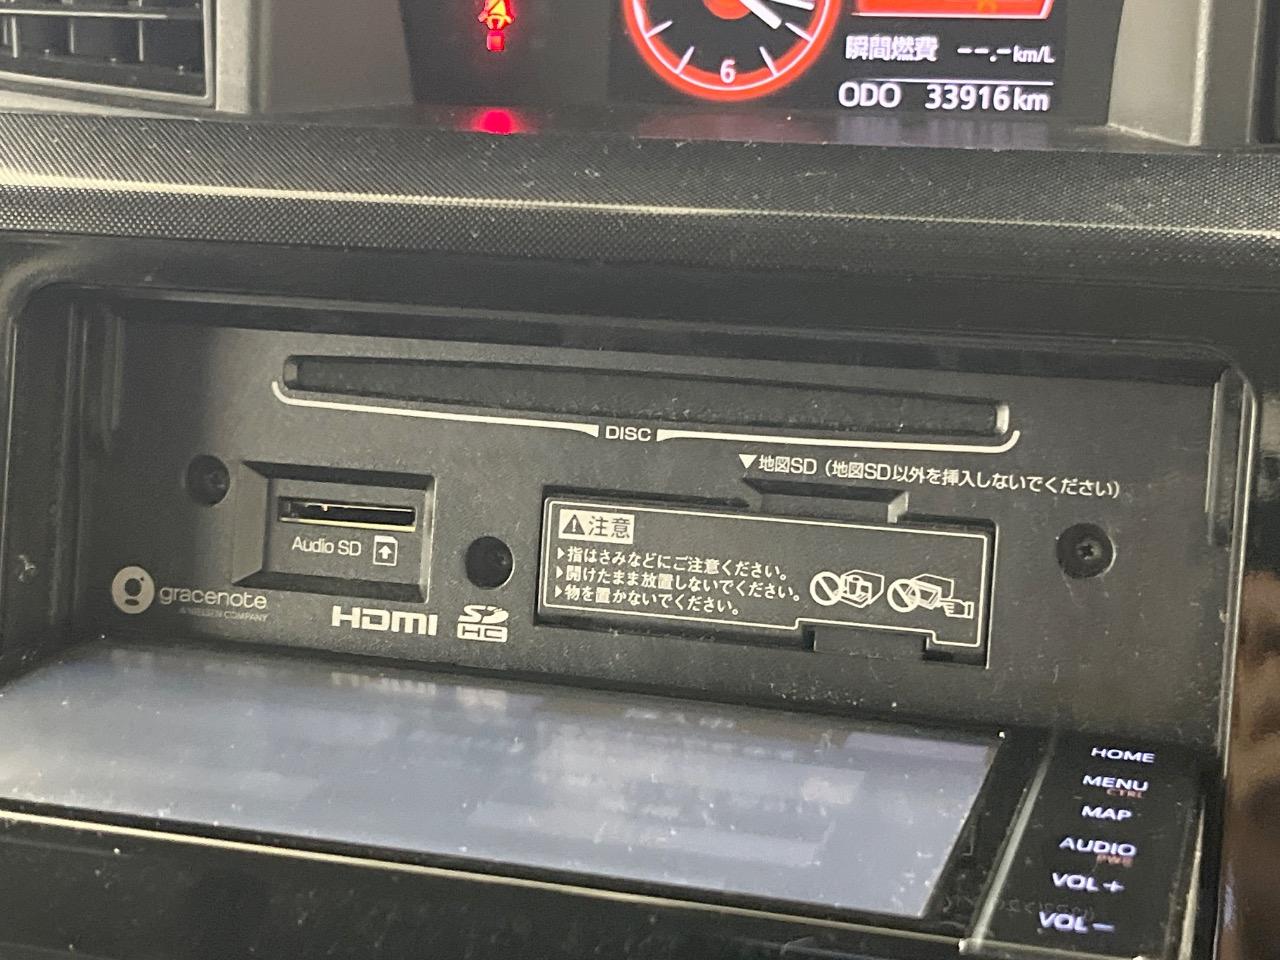 6
瞬間燃費 --.-km/L
ODO 33916km
DISC
▼地図SD（地図SD以外を挿入しないでください）
Audio SD
注意
▶指はさみなどにご注意ください。
▶開けたまま放置しないでください。
▶物を置かないでください。
gracenote
A NIELSEN COMPANY
HDMI
SD
HC
HOME
MENU
CTRL
MAP
AUDIO
PWR
VOL +
VOL -